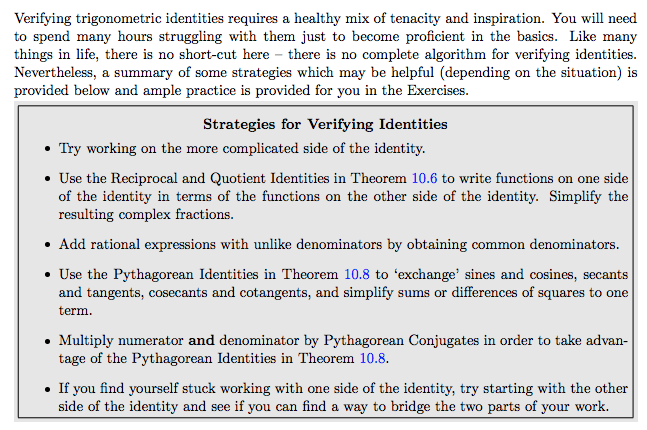 Verifying trigonometric identities requires a healthy mix of tenacity and inspiration. You will need
to spend many hours struggling with them just to become proficient in the basics. Like many
things in life, there is no short-cut here – there is no complete algorithm for verifying identities.
Nevertheless, a summary of some strategies which may be helpful (depending on the situation) is
provided below and ample practice is provided for you in the Exercises.
Strategies for Verifying Identities
• Try working on the more complicated side of the identity.
• Use the Reciprocal and Quotient Identities in Theorem 10.6 to write functions on one side
of the identity in terms of the functions on the other side of the identity. Simplify the
resulting complex fractions.
• Add rational expressions with unlike denominators by obtaining common denominators.
• Use the Pythagorean Identities in Theorem 10.8 to ‘exchange’ sines and cosines, secants
and tangents, cosecants and cotangents, and simplify sums or differences of squares to one
term.
• Multiply numerator and denominator by Pythagorean Conjugates in order to take advan-
tage of the Pythagorean Identities in Theorem 10.8.
• If you find yourself stuck working with one side of the identity, try starting with the other
side of the identity and see if you can find a way to bridge the two parts of your work.